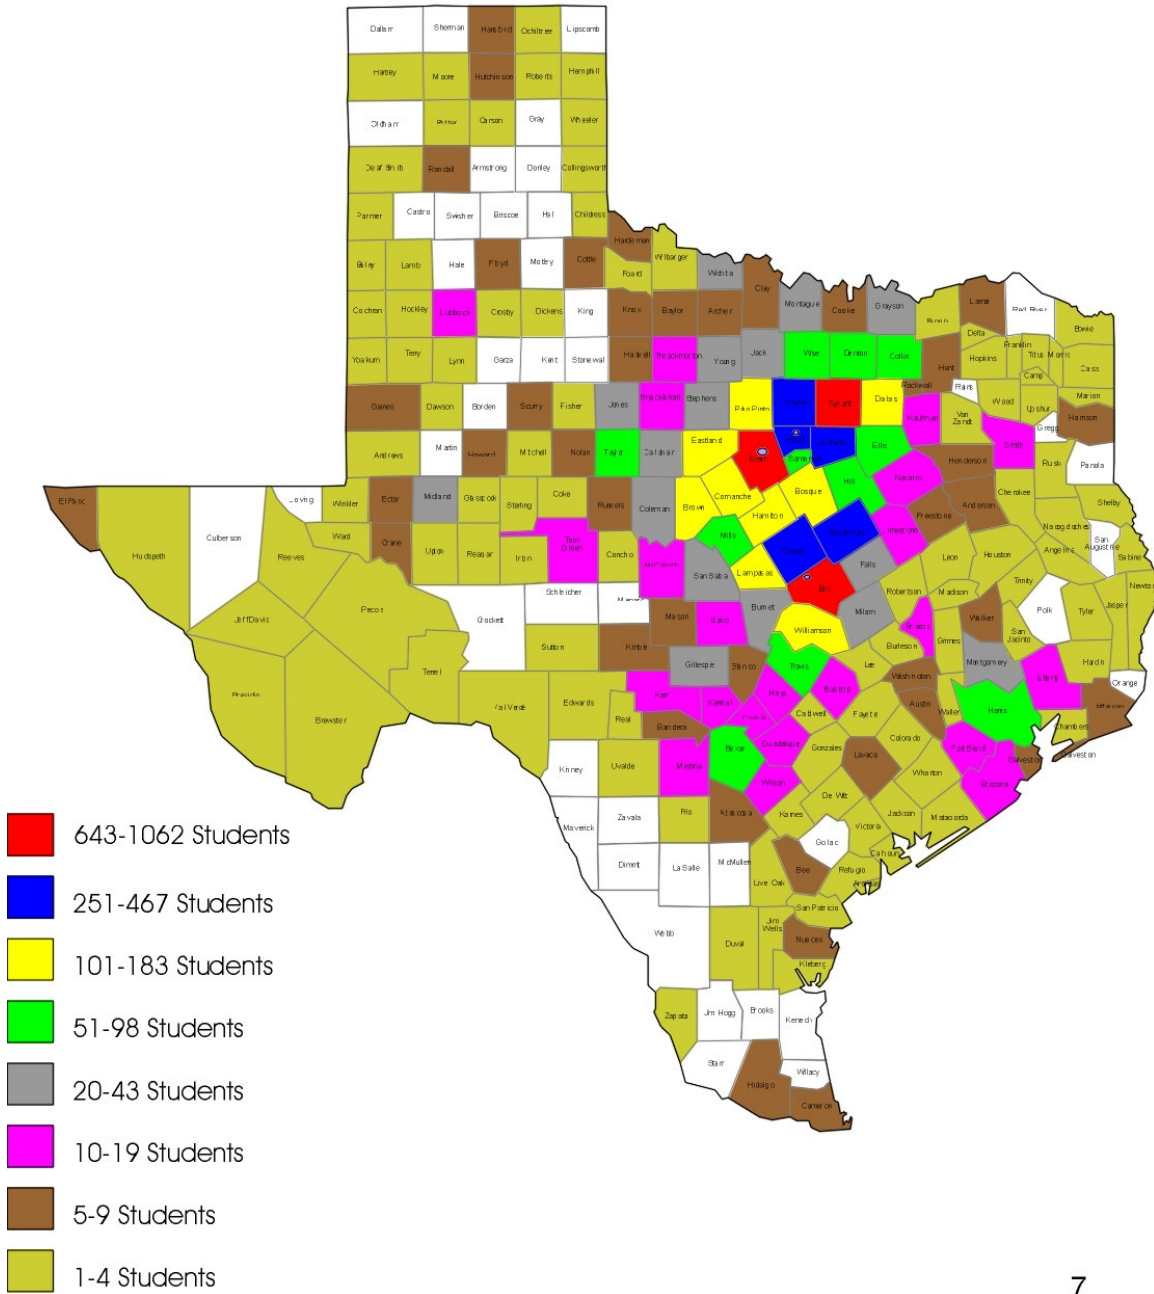 Dallam Sherman Hansford Ochiltree Lipscomb
Hartley Moore Hutchinson Roberts Hemphill
Oldham Potter Carson Gray Wheeler
Deaf Smith Randall Armstrong Donley Collingsworth
Parmer Castro Swisher Briscoe Hall Childress
Hardeman
Bailey Lamb Hale Floyd Motley Cottle Foard Wilbarger Wichita
Clay Montague Cooke Grayson Lamar Red River
Cochran Hockley Lubbock Crosby Dickens King Knox Baylor Archer Bowie
Delta Franklin Titus Morris
Yoakum Terry Lynn Garza Kent Stonewall Haskell Throckmorton Young Jack Wise Denton Collin Hunt Hopkins Camp Cass
Rockwall Rains Wood Upshur Marion
Gaines Dawson Borden Scurry Fisher Jones Shackelford Stephens Palo Pinto Parker Tarrant Dallas Kaufman Van Zandt Gregg Harrison
Andrews Martin Howard Mitchell Nolan Taylor Callahan Eastland Erath Johnson Ellis Henderson Smith Rusk Panola
Somervell Hill Navarro
El Paso Hudspeth Culberson Loving Winkler Ector Midland Glasscock Sterling Coke Runnels Coleman Brown Comanche Bosque Freestone Anderson Cherokee Shelby
Hamilton
Reeves Ward Crane Upton Reagan Irion Tom Green Concho McCulloch Mills Limestone Nacogdoches San Augustine Sabine
San Saba Lampasas Falls Leon Houston Angelina Newton
Jeff Davis Pecos Crockett Schleicher Mason Llano Burnet Bell Milam Robertson Madison Trinity Polk Tyler Jasper
Williamson Brazos Grimes Walker San Jacinto Hardin
Terrell Sutton Kimble Gillespie Blanco Travis Lee Burleson Washington Montgomery Liberty Orange
Presidio Brewster Val Verde Edwards Real Kerr Kendall Hays Bastrop Austin Waller Harris Jefferson
Bandera Comal Caldwell Fayette Chambers
Kinney Uvalde Medina Bexar Guadalupe Gonzales Lavaca Colorado Fort Bend Galveston Galveston
Wilson Wharton Brazoria
Maverick Zavala Frio Atascosa Karnes De Witt Victoria Jackson Matagorda
Dimmit La Salle McMullen Live Oak Bee Goliad Refugio Calhoun
San Patricio
Webb Duval Jim Wells Nueces
Kleberg
Zapata Jim Hogg Brooks Kenedy
Starr Hidalgo Willacy
Cameron
643-1062 Students
251-467 Students
101-183 Students
51-98 Students
20-43 Students
10-19 Students
5-9 Students
1-4 Students
7